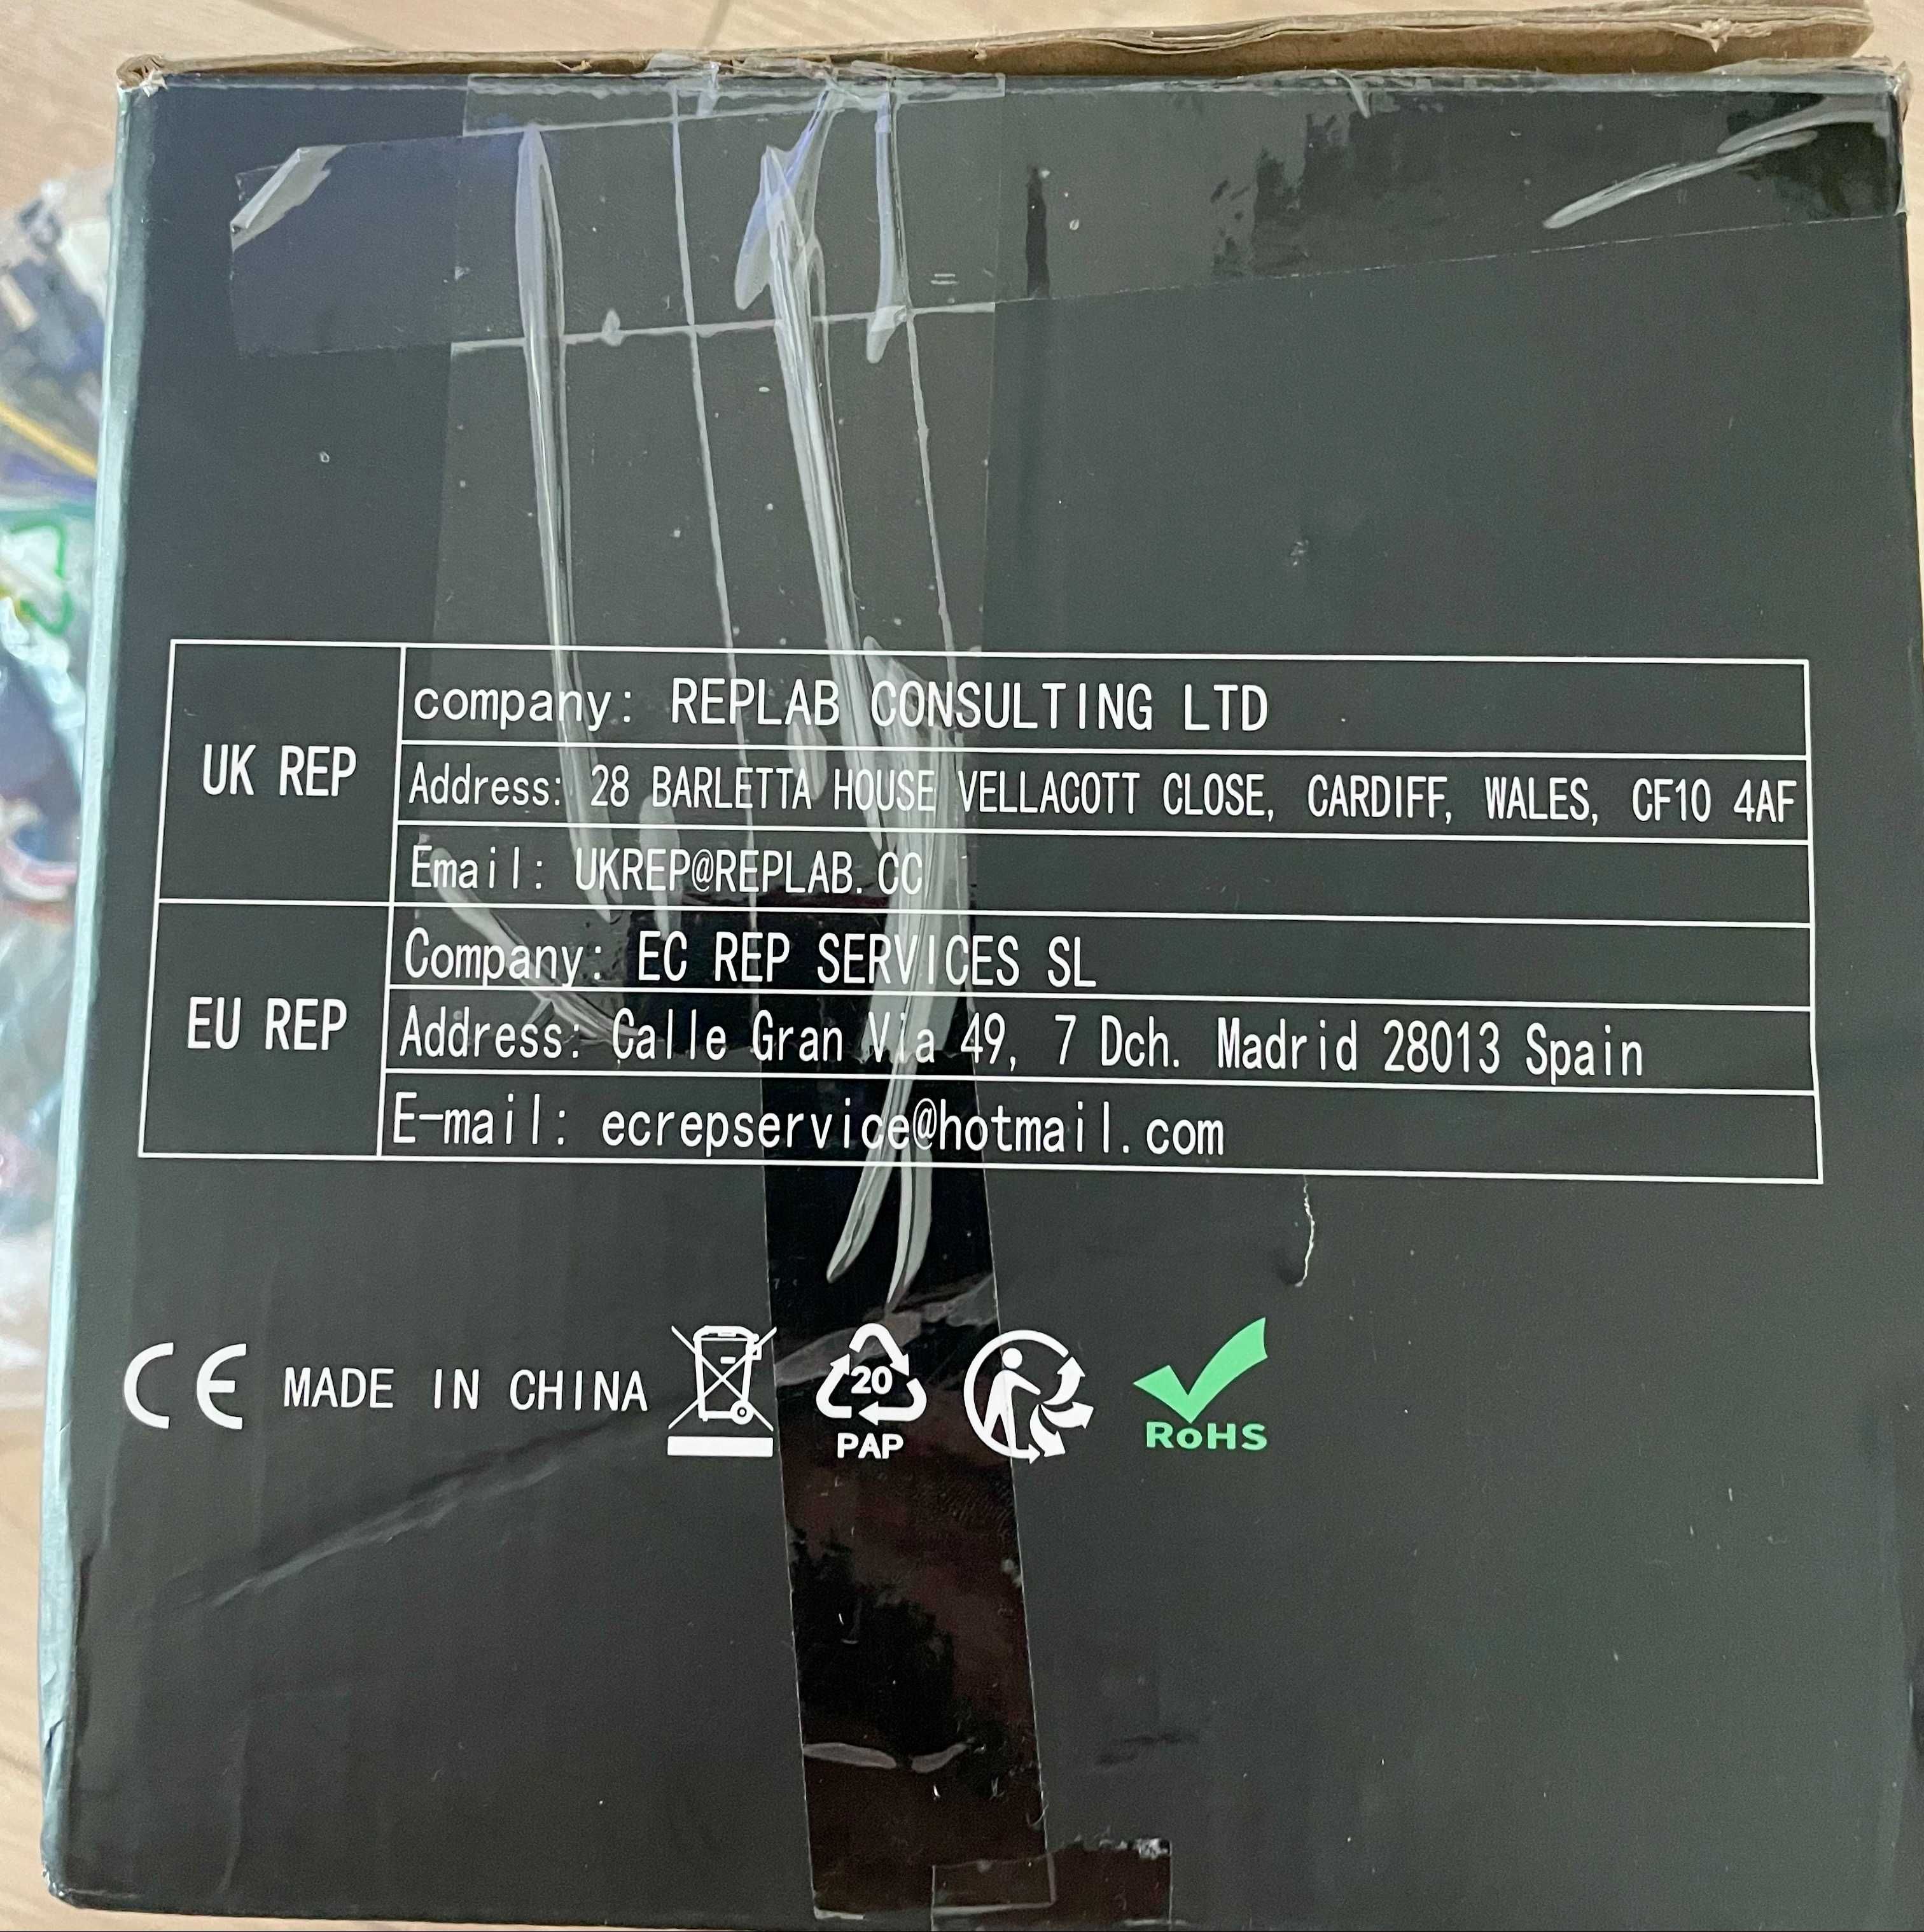 UK REP
company: REPLAB CONSULTING LTD
Address: 28 BARLETTA HOUSE VELLACOTT CLOSE, CARDIFF, WALES, CF10 4AF
Email: UKREP@REPLAB.CC
EU REP
Company: EC REP SERVICES SL
Address: Calle Gran Via 49, 7 Dch. Madrid 28013 Spain
E-mail: ecrepservice@hotmail.com
CE MADE IN CHINA
20
PAP
RoHS